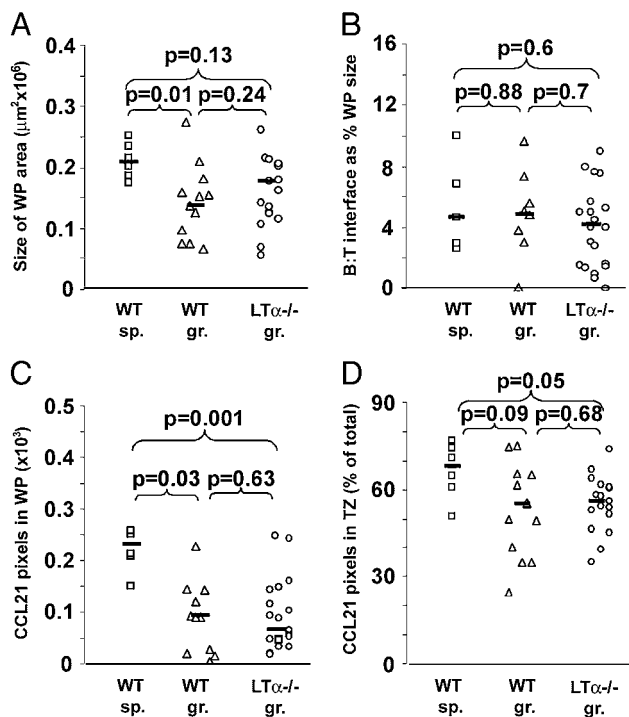 A
Size of WP area (μm²x10⁶)
0.4
0.3
0.2
0.1
0
p=0.13
p=0.01
p=0.24
WT
sp.
WT
gr.
LTα-/-
gr.
B
B:T interface as % WP size
16
12
8
4
0
p=0.6
p=0.88
p=0.7
WT
sp.
WT
gr.
LTα-/-
gr.
C
CCL21 pixels in WP (x10³)
0.5
0.4
0.3
0.2
0.1
0
p=0.001
p=0.03
p=0.63
WT
sp.
WT
gr.
LTα-/-
gr.
D
CCL21 pixels in TZ (% of total)
90
60
30
0
p=0.05
p=0.09
p=0.68
WT
sp.
WT
gr.
LTα-/-
gr.